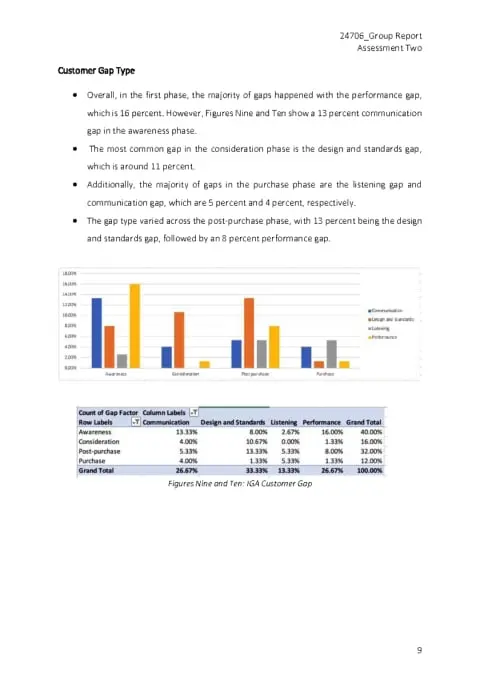 24706_Group Report
Assessment Two
Customer Gap Type
• Overall, in the first phase, the majority of gaps happened with the performance gap,
which is 16 percent. However, Figures Nine and Ten show a 13 percent communication
gap in the awareness phase.
• The most common gap in the consideration phase is the design and standards gap,
which is around 11 percent.
• Additionally, the majority of gaps in the purchase phase are the listening gap and
communication gap, which are 5 percent and 4 percent, respectively.
• The gap type varied across the post-purchase phase, with 13 percent being the design
and standards gap, followed by an 8 percent performance gap.
18.00%
16.00%
14.00%
12.00%
10.00%
8.00%
6.00%
4.00%
2.00%
0.00%
Awareness Consideration Post-purchase Purchase
Communication
Design and Standards
Listening
Performance
Count of Gap Factor Column Labels
Row Labels Communication Design and Standards Listening Performance Grand Total
Awareness 13.33% 8.00% 2.67% 16.00% 40.00%
Consideration 4.00% 10.67% 0.00% 1.33% 16.00%
Post-purchase 5.33% 13.33% 5.33% 8.00% 32.00%
Purchase 4.00% 1.33% 5.33% 1.33% 12.00%
Grand Total 26.67% 33.33% 13.33% 26.67% 100.00%
Figures Nine and Ten: IGA Customer Gap
9